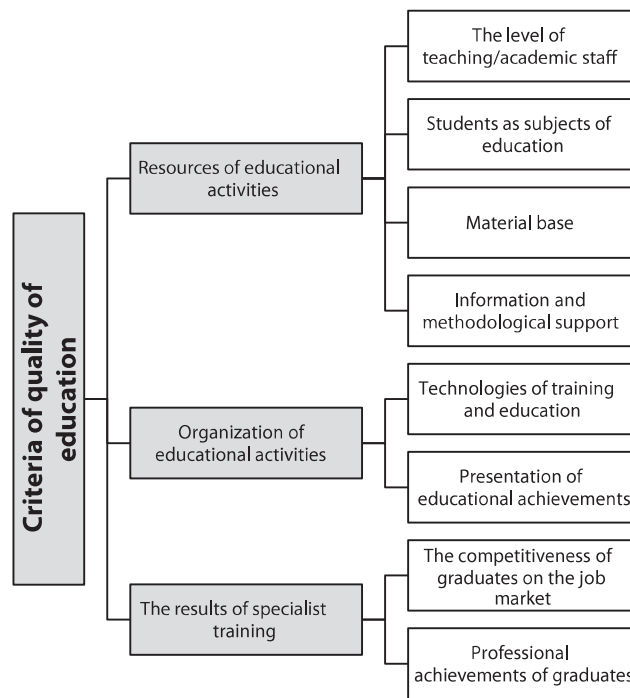 Criteria of quality of
education
Resources of educational
activities
The level of
teaching/academic staff
Students as subjects of
education
Material base
Information and
methodological support
Organization of
educational activities
Technologies of training
and education
Presentation of
educational achievements
The results of specialist
training
The competitiveness of
graduates on the job
market
Professional
achievements of graduates